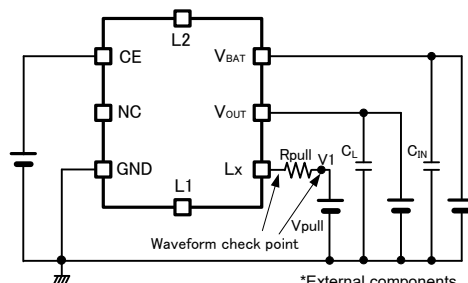 L2
CE
VBAT
NC
VOUT
Rpull
V1
CL
CIN
GND
Lx
L1
Vpull
Waveform check point
*External components